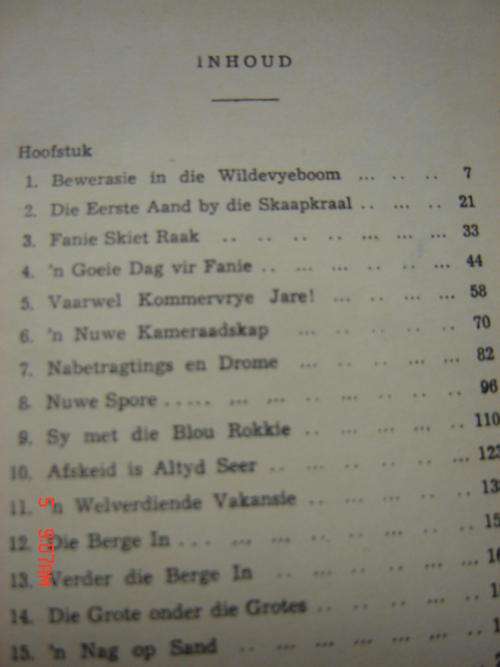 INHOUD
Hoofstuk
1. Bewerasie in die Wildevyeboom ... .. .. 7
2. Die Eerste Aand by die Skaapkraal .. ... .. 21
3. Fanie Skiet Raak .. .. .. .. ... ... ... 33
4. 'n Goeie Dag vir Fanie .. ... ... .. .. ... 44
5. Vaarwel Kommervrye Jare! ... .. ... ... 58
6. 'n Nuwe Kameraadskap ... .. .. .. .. 70
7. Nabetragtings en Drome ... .. .. ... ... 82
8. Nuwe Spore ..... ... ... .. ... .. .. 96
9. Sy met die Blou Rokkie .. ... ... ... .. 110
10. Afskeid is Altyd Seer .. ... .. ... .. ...
11. 'n Welverdiende Vakansie .. ... .. ... ..
12. Die Berge In ... ... ... .. ... .. ..
13. Verder die Berge In .. ... .. ... ... ...
14. Die Grote onder die Grotes .. ... .. ... ..
15. 'n Nag op Sand .. ... ... ... ... ... ..